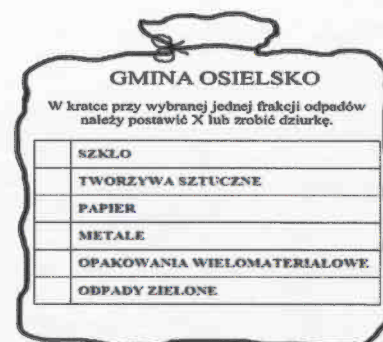 GMINA OSIELSKO
W kratce przy wybranej jednej frakcji odpadów
należy postawić X lub zrobić dziurkę.
SZKŁO
TWORZYWA SZTUCZNE
PAPIER
METALE
OPAKOWANIA WIELOMATERIAŁOWE
ODPADY ZIELONE